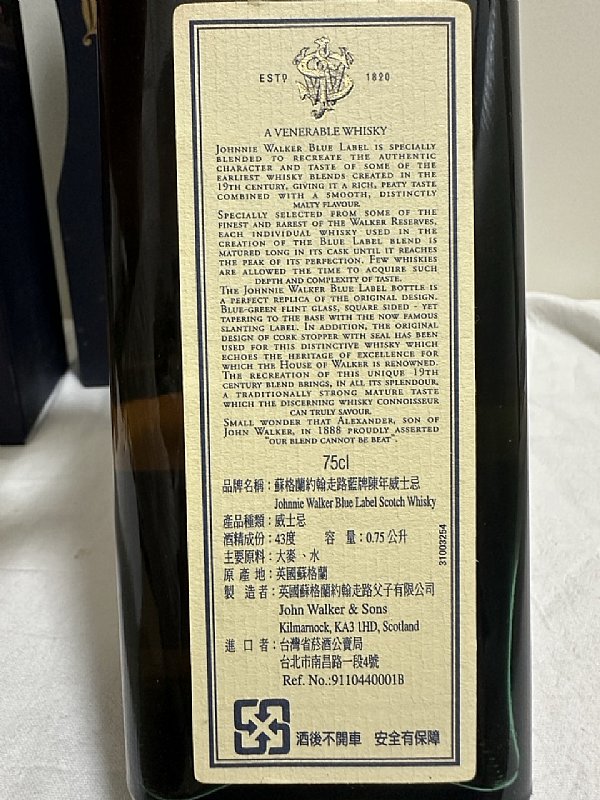 ESTD 1820
A VENERABLE WHISKY
JOHNNIE WALKER BLUE LABEL IS SPECIALLY
BLENDED TO RECREATE THE AUTHENTIC
CHARACTER AND TASTE OF SOME OF THE
EARLIEST WHISKY BLENDS CREATED IN THE
19TH CENTURY, GIVING IT A RICH, PEATY TASTE
COMBINED WITH A SMOOTH, DISTINCTLY
MALTY FLAVOUR.
SPECIALLY SELECTED FROM SOME OF THE
FINEST AND RAREST OF THE WALKER RESERVES,
EACH INDIVIDUAL WHISKY USED IN THE
CREATION OF THE BLUE LABEL BLEND IS
MATURED LONG IN ITS CASK UNTIL IT REACHES
THE PEAK OF ITS PERFECTION. FEW WHISKIES
ARE ALLOWED THE TIME TO ACQUIRE SUCH
DEPTH AND COMPLEXITY OF TASTE.
THE JOHNNIE WALKER BLUE LABEL BOTTLE IS
A PERFECT REPLICA OF THE ORIGINAL DESIGN.
BLUE-GREEN FLINT GLASS, SQUARE SIDED - YET
TAPERING TO THE BASE WITH THE NOW FAMOUS
SLANTING LABEL. IN ADDITION, THE ORIGINAL
DESIGN OF CORK STOPPER WITH SEAL HAS BEEN
USED FOR THIS DISTINCTIVE WHISKY WHICH
ECHOES THE HERITAGE OF EXCELLENCE FOR
WHICH THE HOUSE OF WALKER IS RENOWNED.
THE RECREATION OF THIS UNIQUE 19TH
CENTURY BLEND BRINGS, IN ALL ITS SPLENDOUR,
A TRADITIONALLY STRONG MATURE TASTE
WHICH THE DISCERNING WHISKY CONNOISSEUR
CAN TRULY SAVOUR.
SMALL WONDER THAT ALEXANDER, SON OF
JOHN WALKER, IN 1888 PROUDLY ASSERTED
"OUR BLEND CANNOT BE BEAT".
75cl
品牌名稱：蘇格蘭約翰走路藍牌陳年威士忌
Johnnie Walker Blue Label Scotch Whisky
產品種類：威士忌
酒精成份：43度 容 量：0.75公升
主要原料：大麥、水
原 產 地：英國蘇格蘭
製 造 者：英國蘇格蘭約翰走路父子有限公司
John Walker & Sons
Kilmarnock, KA3 1HD, Scotland
進 口 者：台灣省菸酒公賣局
台北市南昌路一段4號
Ref. No.:9110440001B
31003254
酒後不開車 安全有保障